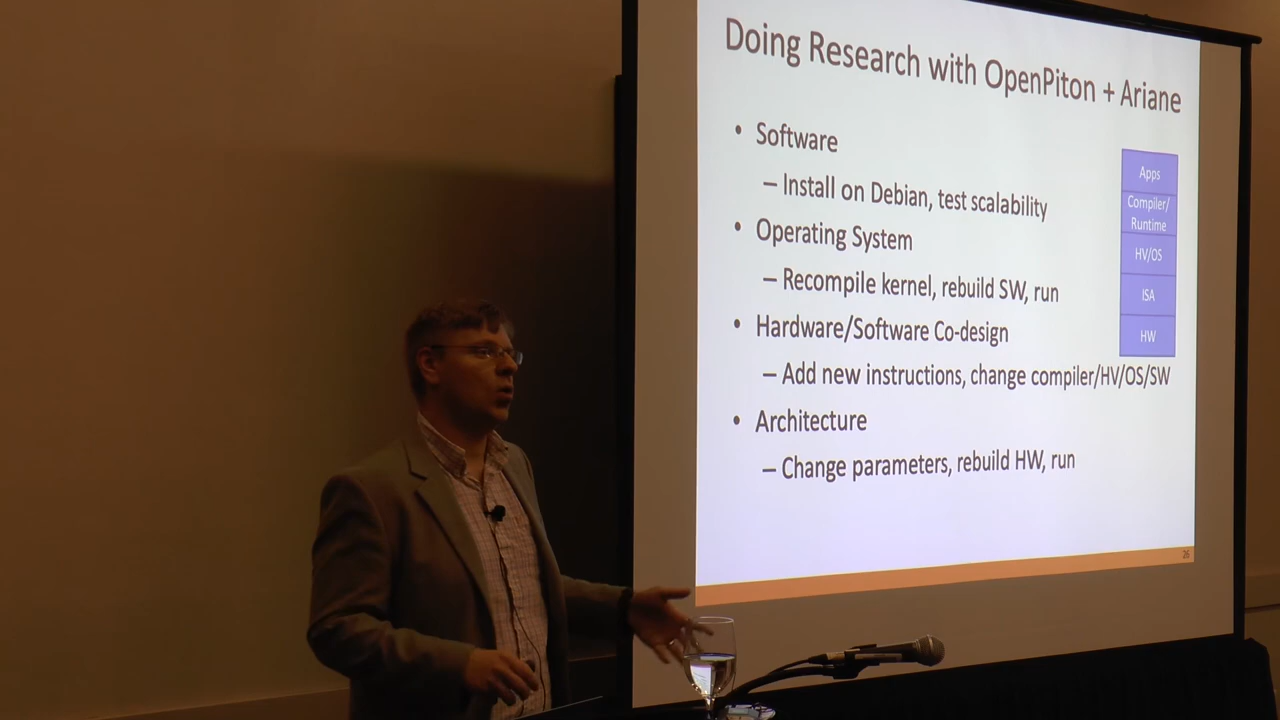 Doing Research with OpenPiton + Ariane
• Software
– Install on Debian, test scalability
• Operating System
– Recompile kernel, rebuild SW, run
• Hardware/Software Co-design
– Add new instructions, change compiler/HV/OS/SW
• Architecture
– Change parameters, rebuild HW, run
Apps
Compiler/
Runtime
HV/OS
ISA
HW
26